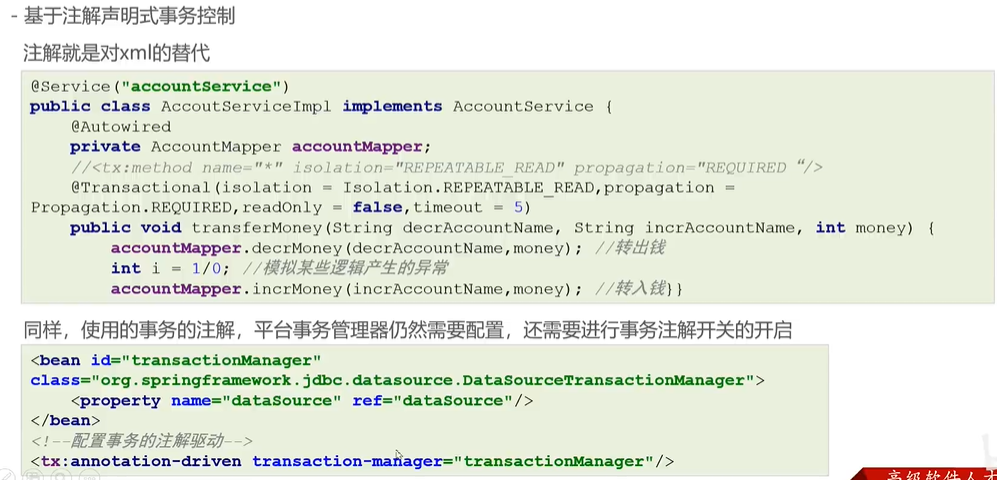 - 基于注解声明式事务控制
注解就是对xml的替代
@Service("accountService")
public class AccoutServiceImpl implements AccountService {
@Autowired
private AccountMapper accountMapper;
//<tx:method name="*" isolation="REPEATABLE_READ" propagation="REQUIRED “/>
@Transactional(isolation = Isolation.REPEATABLE_READ,propagation =
Propagation.REQUIRED,readOnly = false,timeout = 5)
public void transferMoney(String decrAccountName, String incrAccountName, int money) {
accountMapper.decrMoney(decrAccountName,money); //转出钱
int i = 1/0; //模拟某些逻辑产生的异常
accountMapper.incrMoney(incrAccountName,money); //转入钱}}
同样，使用的事务的注解，平台事务管理器仍然需要配置，还需要进行事务注解开关的开启
<bean id="transactionManager"
class="org.springframework.jdbc.datasource.DataSourceTransactionManager">
<property name="dataSource" ref="dataSource"/>
</bean>
<!--配置事务的注解驱动-->
<tx:annotation-driven transaction-manager="transactionManager"/>
高级软件人才